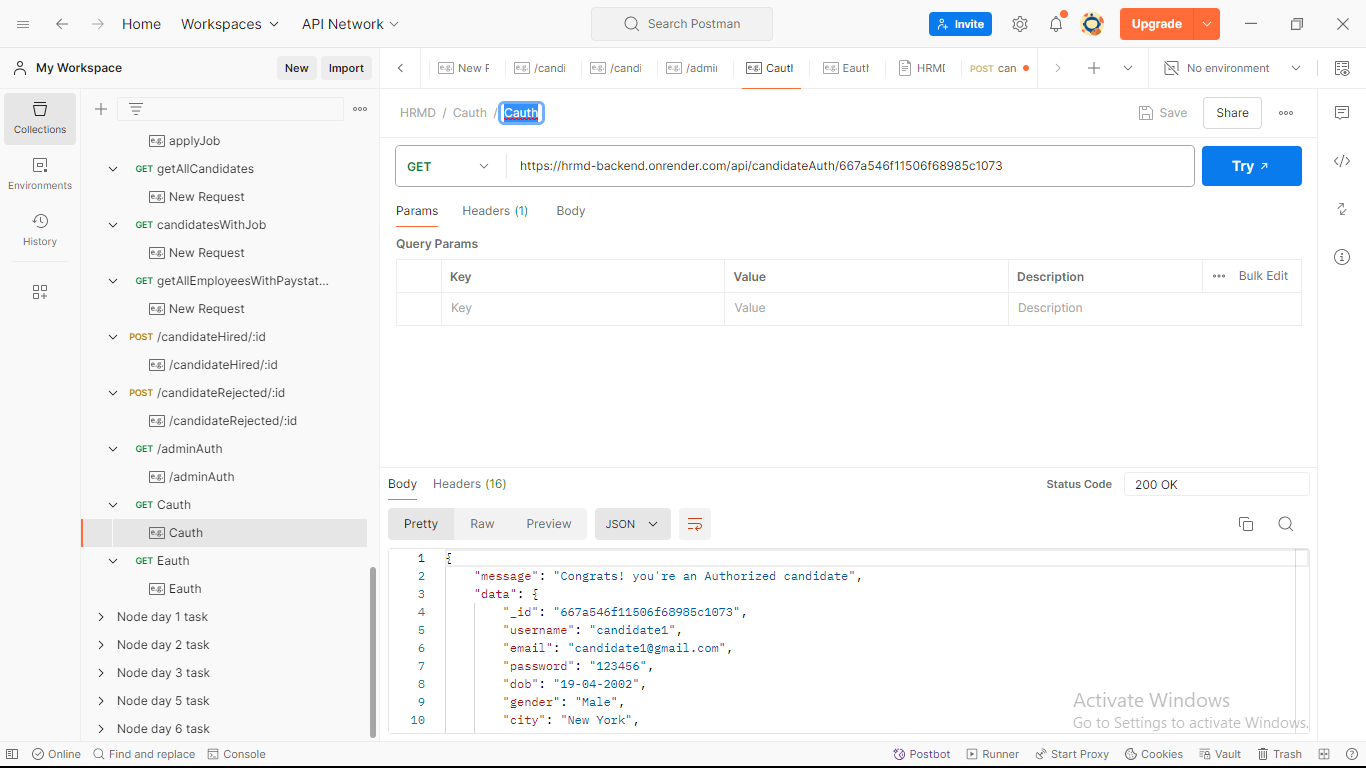 Home Workspaces API Network Search Postman Invite Upgrade
My Workspace New Import New F /candi /candi /admi Cauth Eauth HRMD POST can No environment
Collections
Environments
History
applyJob
GET getAllCandidates
e.g. New Request
GET candidatesWithJob
e.g. New Request
GET getAllEmployeesWithPaystat...
e.g. New Request
POST /candidateHired/:id
e.g. /candidateHired/:id
POST /candidateRejected/:id
e.g. /candidateRejected/:id
GET /adminAuth
e.g. /adminAuth
GET Cauth
e.g. Cauth
GET Eauth
e.g. Eauth
Node day 1 task
Node day 2 task
Node day 3 task
Node day 5 task
Node day 6 task
HRMD / Cauth / Cauth Save Share
GET https://hrmd-backend.onrender.com/api/candidateAuth/667a546f11506f68985c1073 Try
Params Headers (1) Body
Query Params
Key Value Description Bulk Edit
Key Value Description
Body Headers (16) Status Code 200 OK
Pretty Raw Preview JSON
1 {
2 "message": "Congrats! you're an Authorized candidate",
3 "data": {
4 "_id": "667a546f11506f68985c1073",
5 "username": "candidate1",
6 "email": "candidate1@gmail.com",
7 "password": "123456",
8 "dob": "19-04-2002",
9 "gender": "Male",
10 "city": "New York",
Activate Windows
Go to Settings to activate Windows.
Online Find and replace Console Postbot Runner Start Proxy Cookies Vault Trash